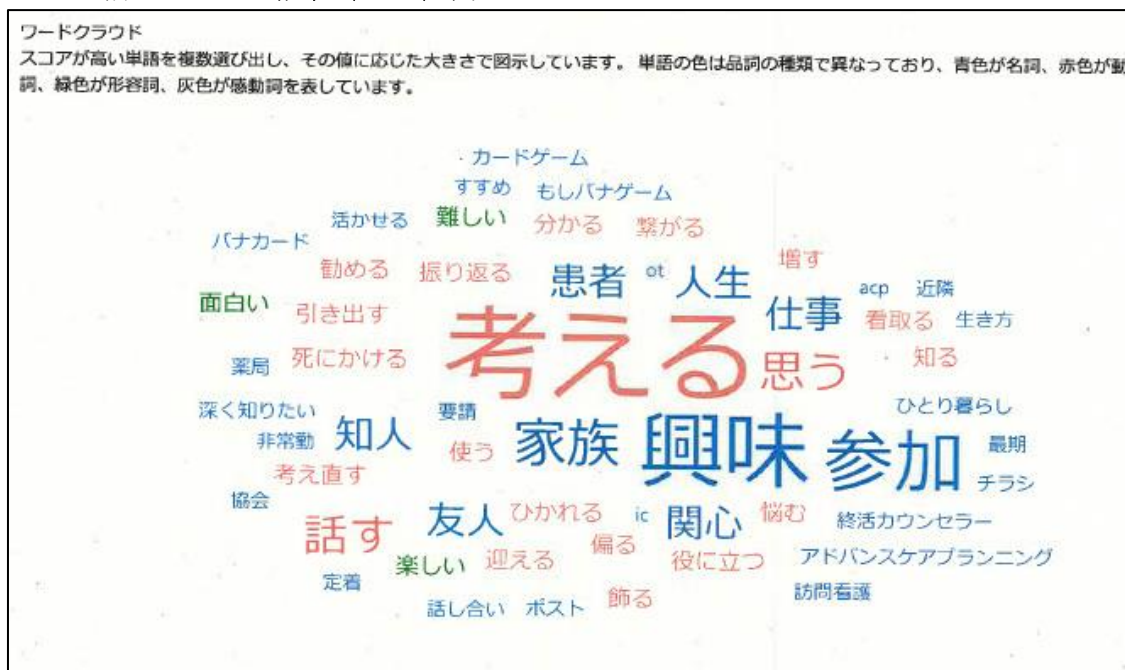 ワードクラウド
スコアが高い単語を複数選び出し、その値に応じた大きさで図示しています。 単語の色は品詞の種類で異なっており、青色が名詞、赤色が動
詞、緑色が形容詞、灰色が感動詞を表しています。
カードゲーム
すすめ もしバナゲーム
活かせる 難しい 分かる 繋がる
バナカード 勧める 振り返る 患者 ot 人生 増す
面白い 引き出す 仕事 acp 近隣
考える 看取る 生き方
薬局 死にかける 思う 知る
深く知りたい 要請 ひとり暮らし
非常勤 知人 使う 家族 興味 参加 最期
考え直す チラシ
協会 話す 友人 ひかれる ic 関心 悩む 終活カウンセラー
偏る
楽しい 迎える 役に立つ アドバンスケアプランニング
定着 訪問看護
話し合い ポスト 飾る